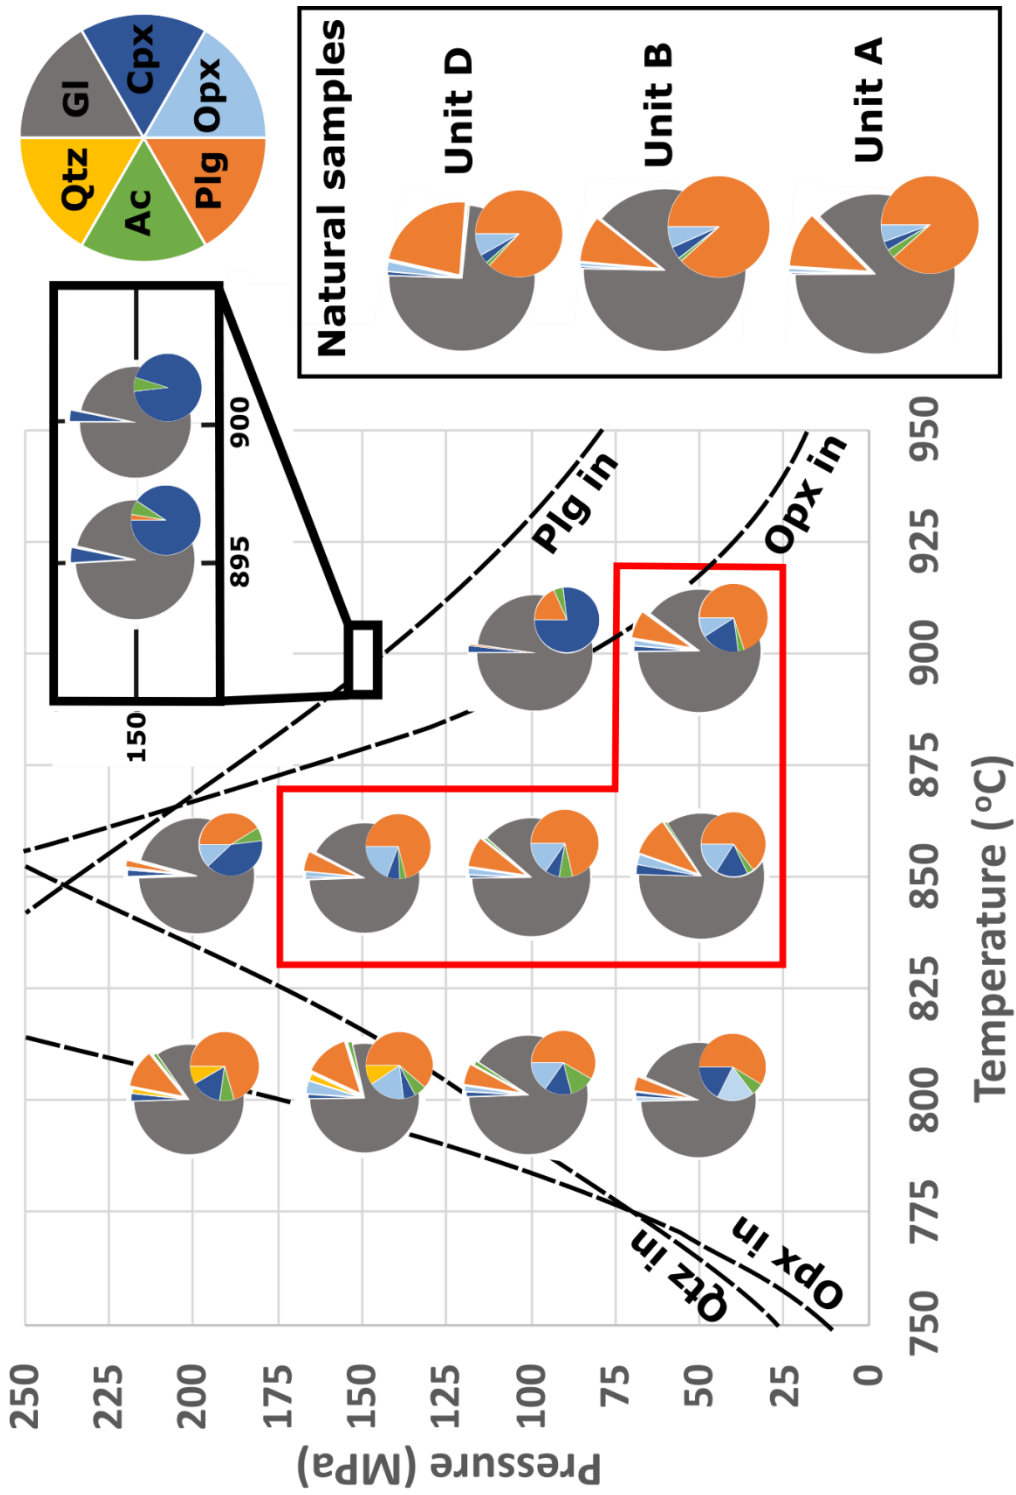 Qtz
Gl
Ac
Cpx
Plg
Opx
150
895
900
Natural samples
Unit D
Unit B
Unit A
Plg in
Opx in
Qtz in
Opx in
250
225
200
175
150
125
100
75
50
25
0
Pressure (MPa)
750
775
800
825
850
875
900
925
950
Temperature (ºC)